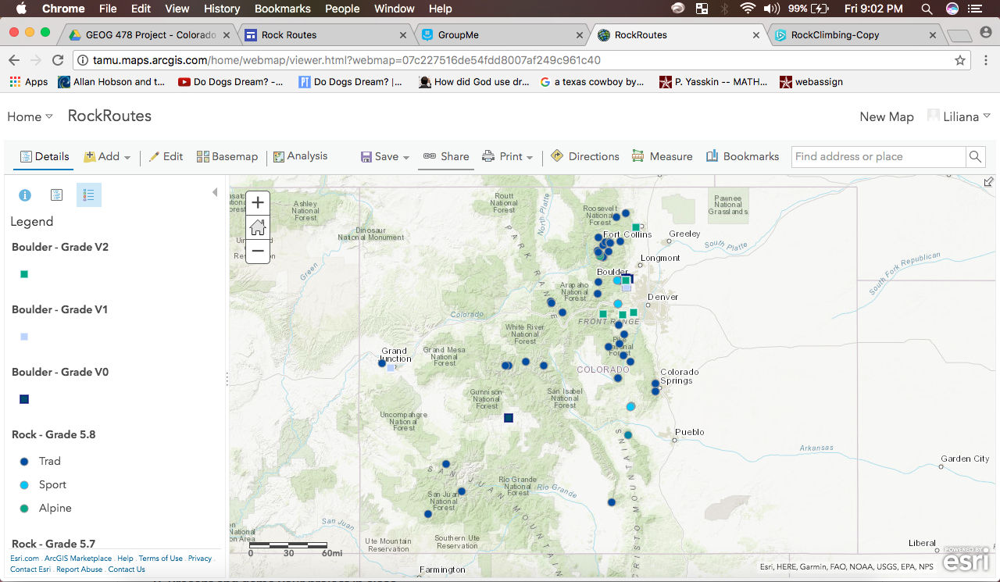 Chrome File Edit View History Bookmarks People Window Help 99% Fri 9:02 PM
GEOG 478 Project - Colorado Rock Routes GroupMe RockRoutes RockClimbing-Copy
tamu.maps.arcgis.com/home/webmap/viewer.html?webmap=07c227516de54fdd8007af249c961c40
Apps Allan Hobson and t... Do Dogs Dream? -... Do Dogs Dream? |... How did God use dr... a texas cowboy by... P. Yasskin -- MATH... webassign
Home RockRoutes New Map Liliana
Details Add Edit Basemap Analysis Save Share Print Directions Measure Bookmarks Find address or place
Legend
Boulder - Grade V2
Boulder - Grade V1
Boulder - Grade V0
Rock - Grade 5.8
Trad
Sport
Alpine
Rock - Grade 5.7
Esri.com . ArcGIS Marketplace . Help . Terms of Use . Privacy .
Contact Esri . Report Abuse . Contact Us
Ashley
National
Forest
Dinosaur
National Monument
Green
Routt
National
Forest
North Platte
PARK RANGE
Roosevelt
National
Forest
Pawnee
National
Grasslands
Fort Collins
Greeley
South Platte
Longmont
Boulder
Arapaho
National
Forest
Denver
South Fork Republican
Colorado
White River
National
Forest
FRONT RANGE
Pike
National
Forest
Grand
Junction
Grand Mesa
National
Forest
COLORADO
Colorado
Springs
Gunnison
National
Forest
San Isabel
National
Forest
Uncompahgre
National
Forest
Pueblo
Arkansas
Garden City
SAN JUAN MOUNTAINS
San Juan
National
Forest
Rio Grande
National
Forest
Rio Grande
San Juan
Ute Mountain
Reservation
Southern Ute
Reservation
Farmington
Liberal
0 30 60mi
Esri, HERE, Garmin, FAO, NOAA, USGS, EPA, NPS
POWERED BY
esri